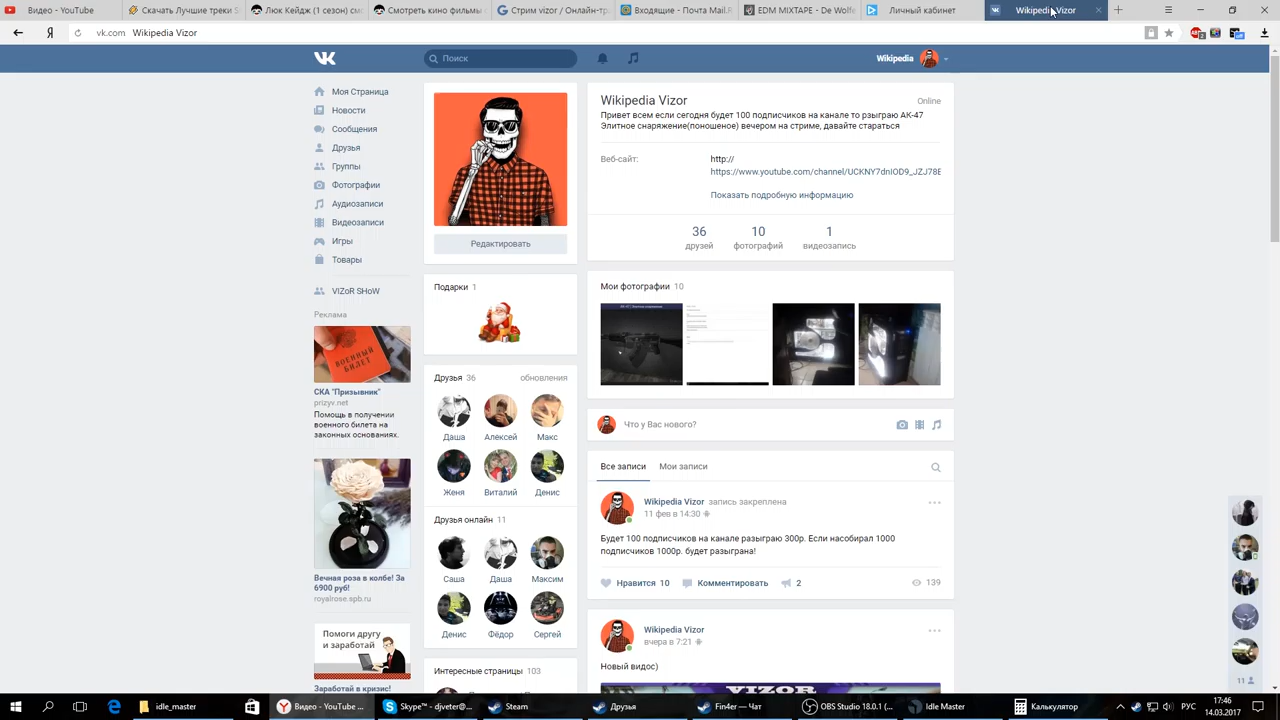 Видео - YouTube
Скачать Лучшие треки S
Люк Кейдж (1 сезон) смо
Смотреть кино фильмы о
Стрим vizor / Онлайн-тр
Входящие - Почта Mail.R
EDM MIXTAPE - De Wolfe
Личный кабинет
Wikipedia Vizor
vk.com Wikipedia Vizor
Поиск
Wikipedia
Моя Страница
Новости
Сообщения
Друзья
Группы
Фотографии
Аудиозаписи
Видеозаписи
Игры
Товары
VIZoR SHoW
Реклама
ВОЕННЫЙ БИЛЕТ
СКА "Призывник"
prizyv.net
Помощь в получении
военного билета на
законных основаниях.
Вечная роза в колбе! За
6900 руб!
royalrose.spb.ru
Помоги другу
и заработай
Заработай в кризис!
Редактировать
Подарки 1
Друзья 36 обновления
Даша Алексей Макс
Женя Виталий Денис
Друзья онлайн 11
Саша Даша Максим
Денис Фёдор Сергей
Интересные страницы 103
Wikipedia Vizor Online
Привет всем если сегодня будет 100 подписчиков на канале то рзыграю АК-47
Элитное снаряжение(поношеное) вечером на стриме, давайте стараться
Веб-сайт: http://
https://www.youtube.com/channel/UCKNY7dniOD9_JZJ78E
Показать подробную информацию
36 10 1
друзей фотографий видеозапись
Мои фотографии 10
Что у Вас нового?
Все записи Мои записи
Wikipedia Vizor запись закреплена
11 фев в 14:30
Будет 100 подписчиков на канале разыграю 300р. Если насобирал 1000
подписчиков 1000р. будет разыграна!
Нравится 10 Комментировать 2 139
Wikipedia Vizor
вчера в 7:21
Новый видос)
VIZOR
11
idle_master
Видео - YouTube ...
Skype™ - djveter@...
Steam
Друзья
Fin4err — Чат
OBS Studio 18.0.1 (...
Idle Master
Калькулятор
РУС
17:46
14.03.2017